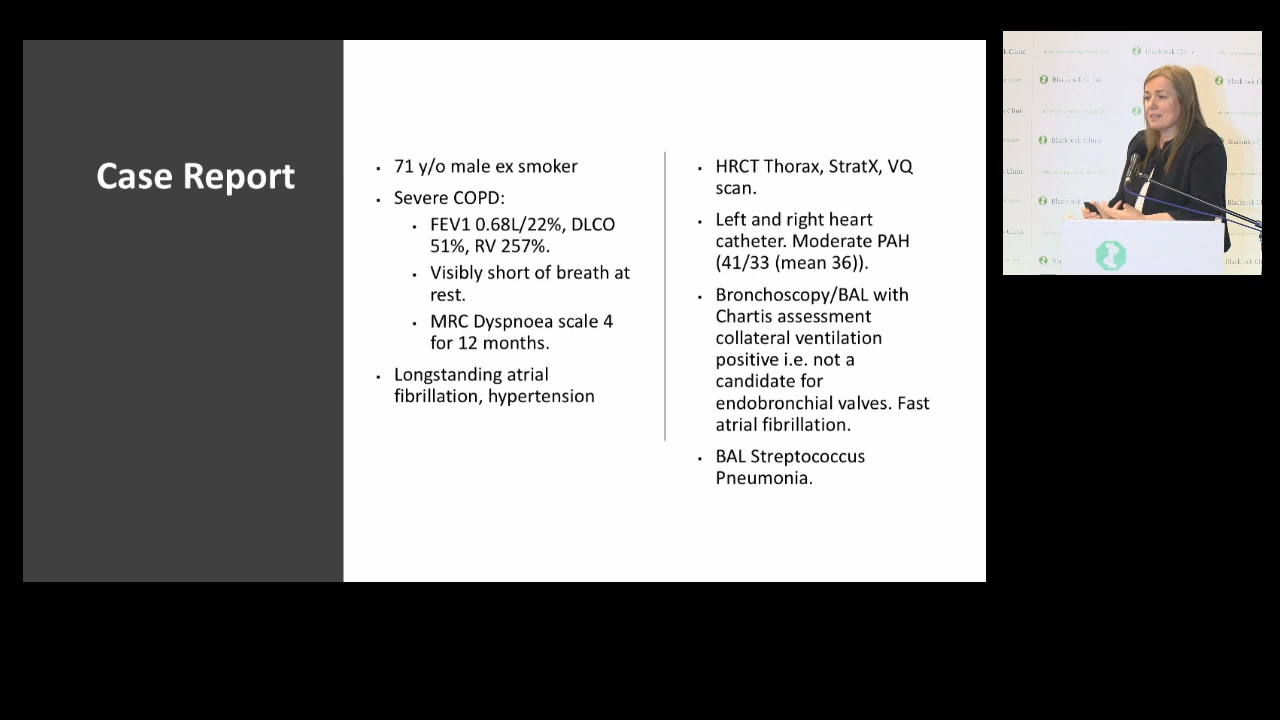 Case Report
71 y/o male ex smoker
Severe COPD:
FEV1 0.68L/22%, DLCO
51%, RV 257%.
Visibly short of breath at
rest.
MRC Dyspnoea scale 4
for 12 months.
Longstanding atrial
fibrillation, hypertension
HRCT Thorax, StratX, VQ
scan.
Left and right heart
catheter. Moderate PAH
(41/33 (mean 36)).
Bronchoscopy/BAL with
Chartis assessment
collateral ventilation
positive i.e. not a
candidate for
endobronchial valves. Fast
atrial fibrillation.
BAL Streptococcus
Pneumonia.
Blackrock Clinic